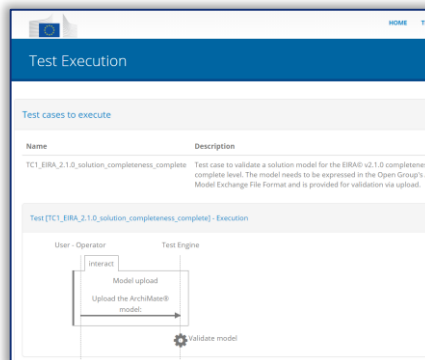 HOME
Test Execution
Test cases to execute
Name Description
TC1_EIRA_2.1.0_solution_completeness_complete Test case to validate a solution model for the EIRA© v2.1.0 completene
complete level. The model needs to be expressed in the Open Group's
Model Exchange File Format and is provided for validation via upload.
Test [TC1_EIRA_2.1.0_solution_completeness_complete] - Execution
User - Operator Test Engine
interact
Model upload
Upload the ArchiMate®
model:
Validate model